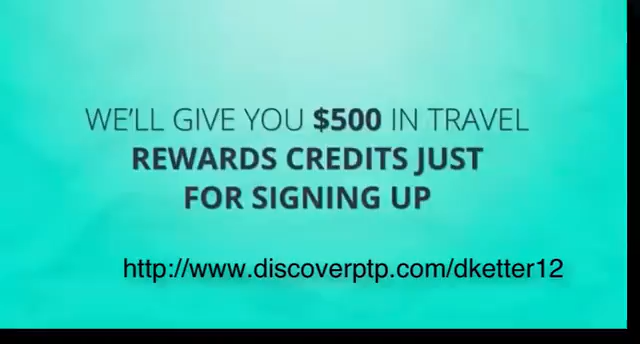 WE'LL GIVE YOU $500 IN TRAVEL
REWARDS CREDITS JUST
FOR SIGNING UP
http://www.discoverptp.com/dketter12